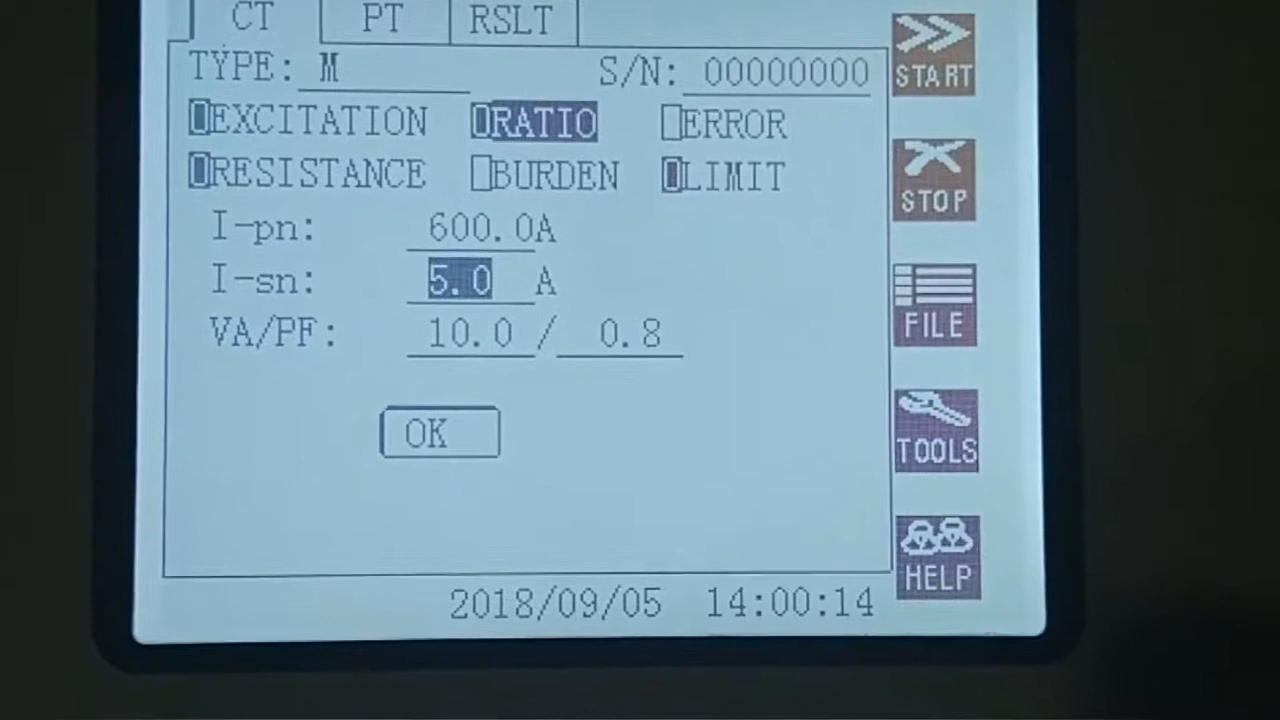 CT PT RSLT
TYPE: M S/N: 00000000
EXCITATION RATIO ERROR
RESISTANCE BURDEN LIMIT
I-pn: 600.0A
I-sn: 5.0 A
VA/PF: 10.0 / 0.8
OK
2018/09/05 14:00:14
START
STOP
FILE
TOOLS
HELP